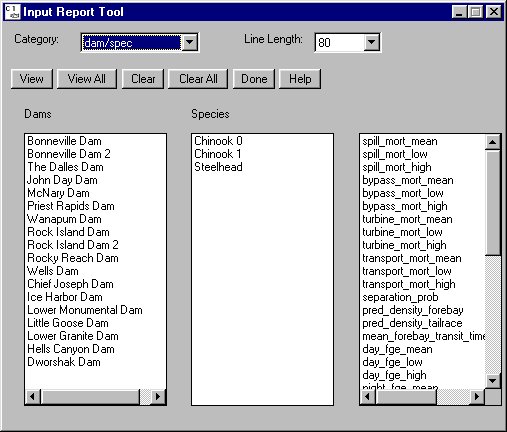 Input Report Tool
Category: dam/spec Line Length: 80
View View All Clear Clear All Done Help
Dams Species
Bonneville Dam
Bonneville Dam 2
The Dalles Dam
John Day Dam
McNary Dam
Priest Rapids Dam
Wanapum Dam
Rock Island Dam
Rock Island Dam 2
Rocky Reach Dam
Wells Dam
Chief Joseph Dam
Ice Harbor Dam
Lower Monumental Dam
Little Goose Dam
Lower Granite Dam
Hells Canyon Dam
Dworshak Dam
Chinook 0
Chinook 1
Steelhead
spill_mort_mean
spill_mort_low
spill_mort_high
bypass_mort_mean
bypass_mort_low
bypass_mort_high
turbine_mort_mean
turbine_mort_low
turbine_mort_high
transport_mort_mean
transport_mort_low
transport_mort_high
separation_prob
pred_density_forebay
pred_density_tailrace
mean_forebay_transit_time
day_fge_mean
day_fge_low
day_fge_high
night_fge_mean